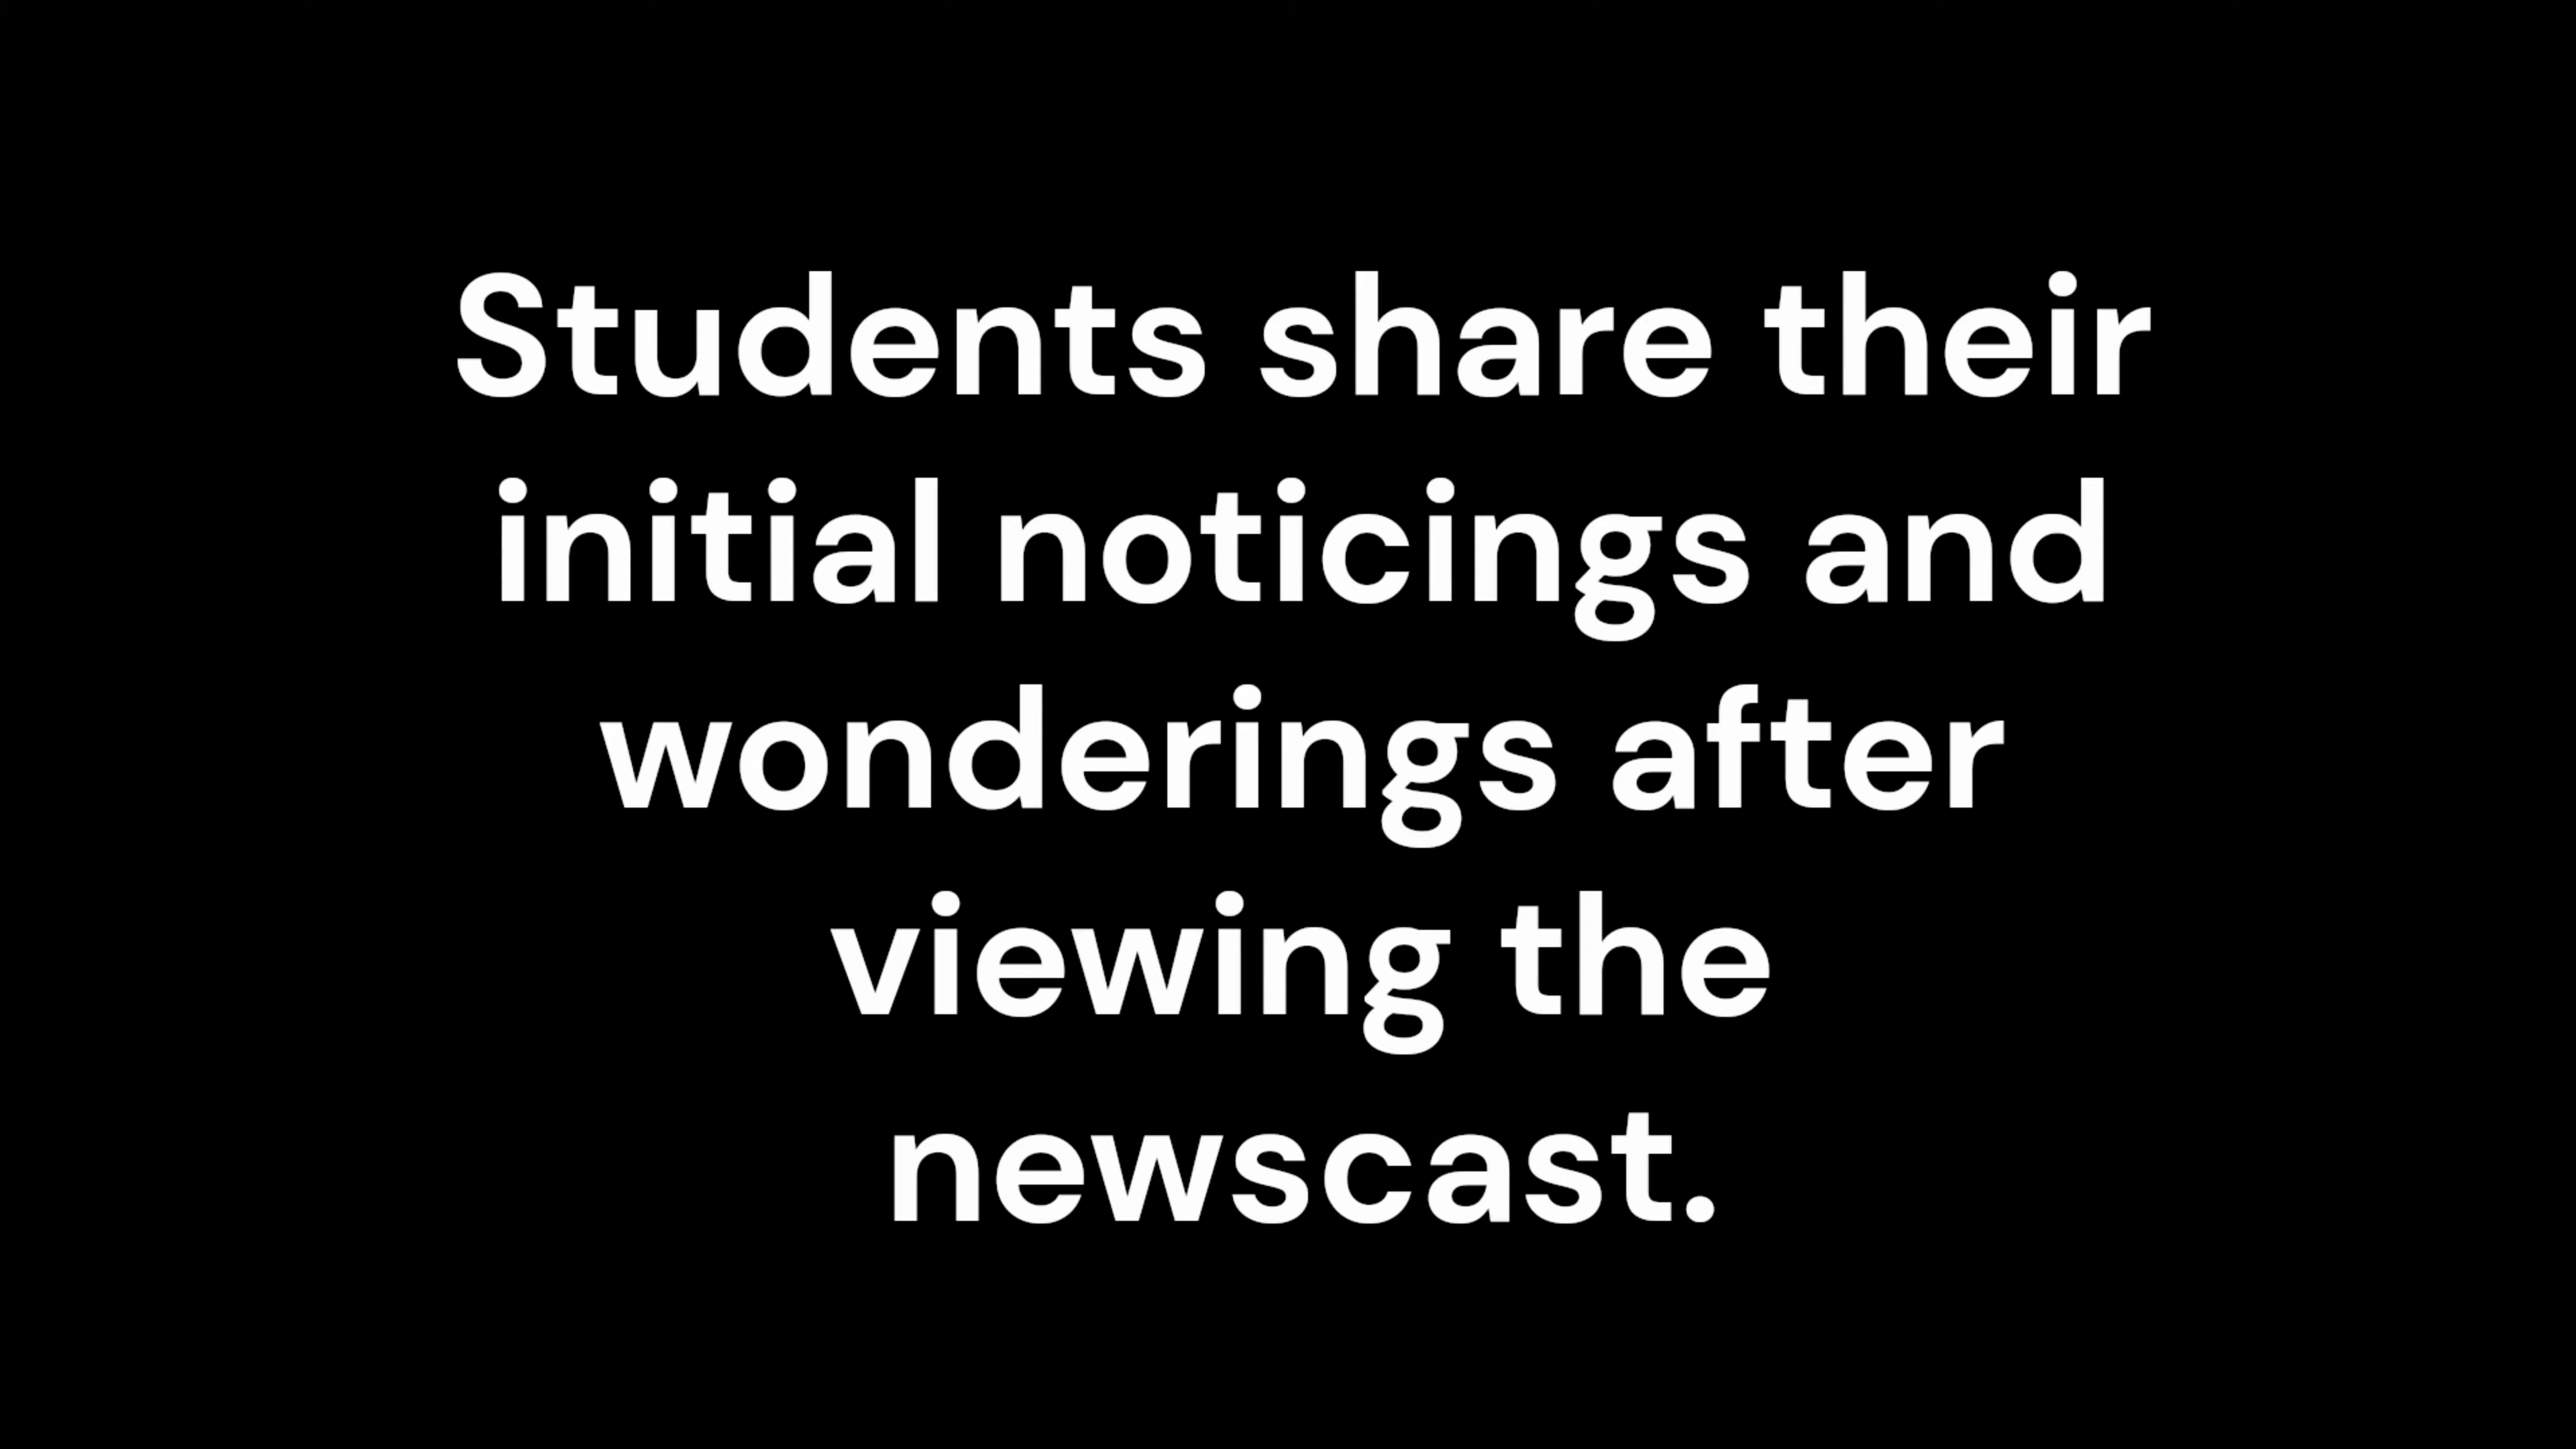 Students share their
initial noticings and
wonderings after
viewing the
newscast.